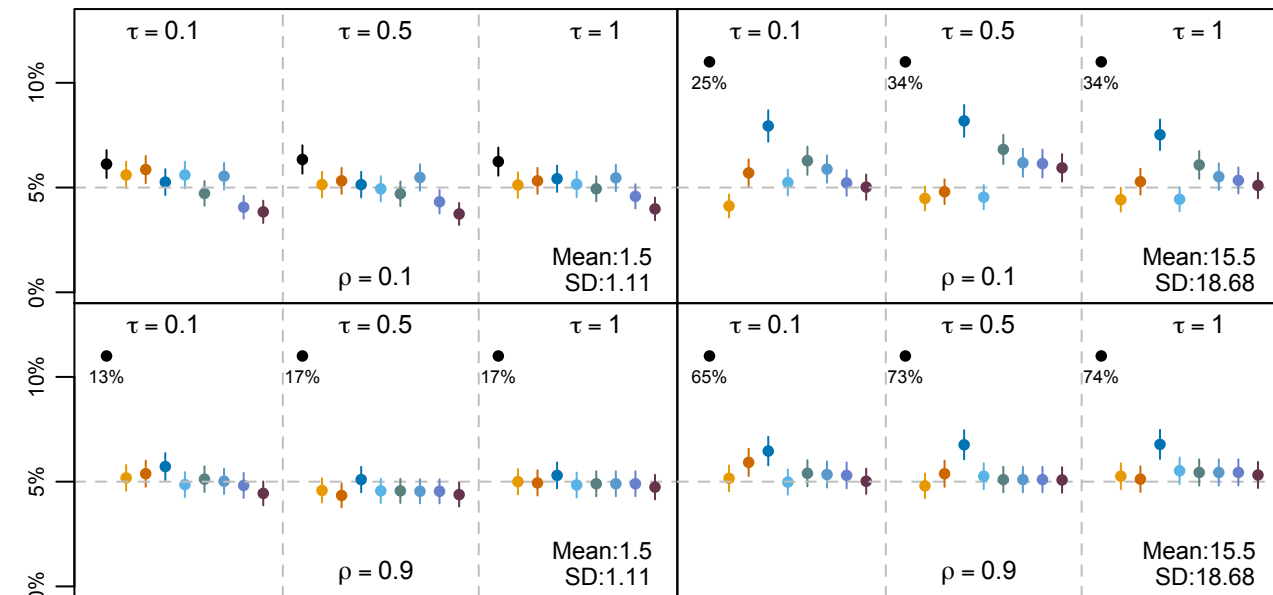 τ = 0.1 τ = 0.5 τ = 1 τ = 0.1 τ = 0.5 τ = 1
10%
25% 34% 34%
5%
Mean:1.5 Mean:15.5
ρ = 0.1 SD:1.11 ρ = 0.1 SD:18.68
0%
τ = 0.1 τ = 0.5 τ = 1 τ = 0.1 τ = 0.5 τ = 1
10%
13% 17% 17% 65% 73% 74%
5%
Mean:1.5 Mean:15.5
ρ = 0.9 SD:1.11 ρ = 0.9 SD:18.68
0%